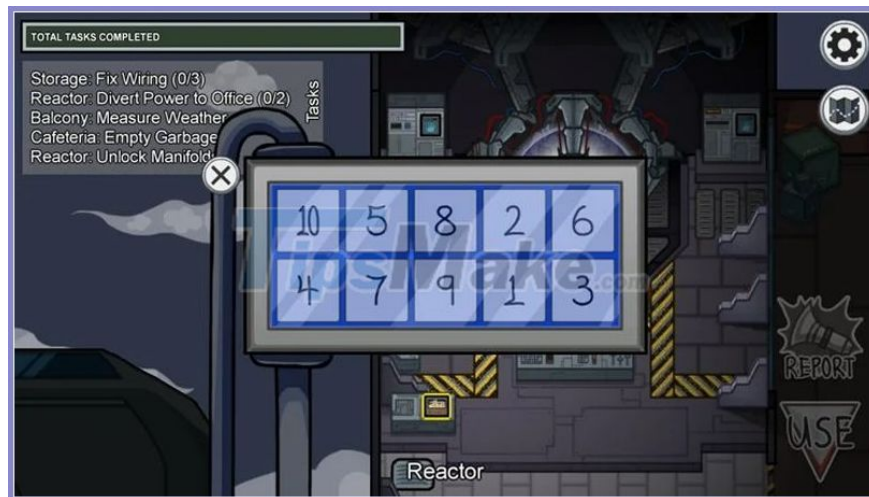 TOTAL TASKS COMPLETED
Storage: Fix Wiring (0/3)
Reactor: Divert Power to Office (0/2)
Balcony: Measure Weather
Cafeteria: Empty Garbage
Reactor: Unlock Manifolds
Tasks
10 5 8 2 6
4 7 9 1 3
TipsMake.com
REPORT
USE
Reactor